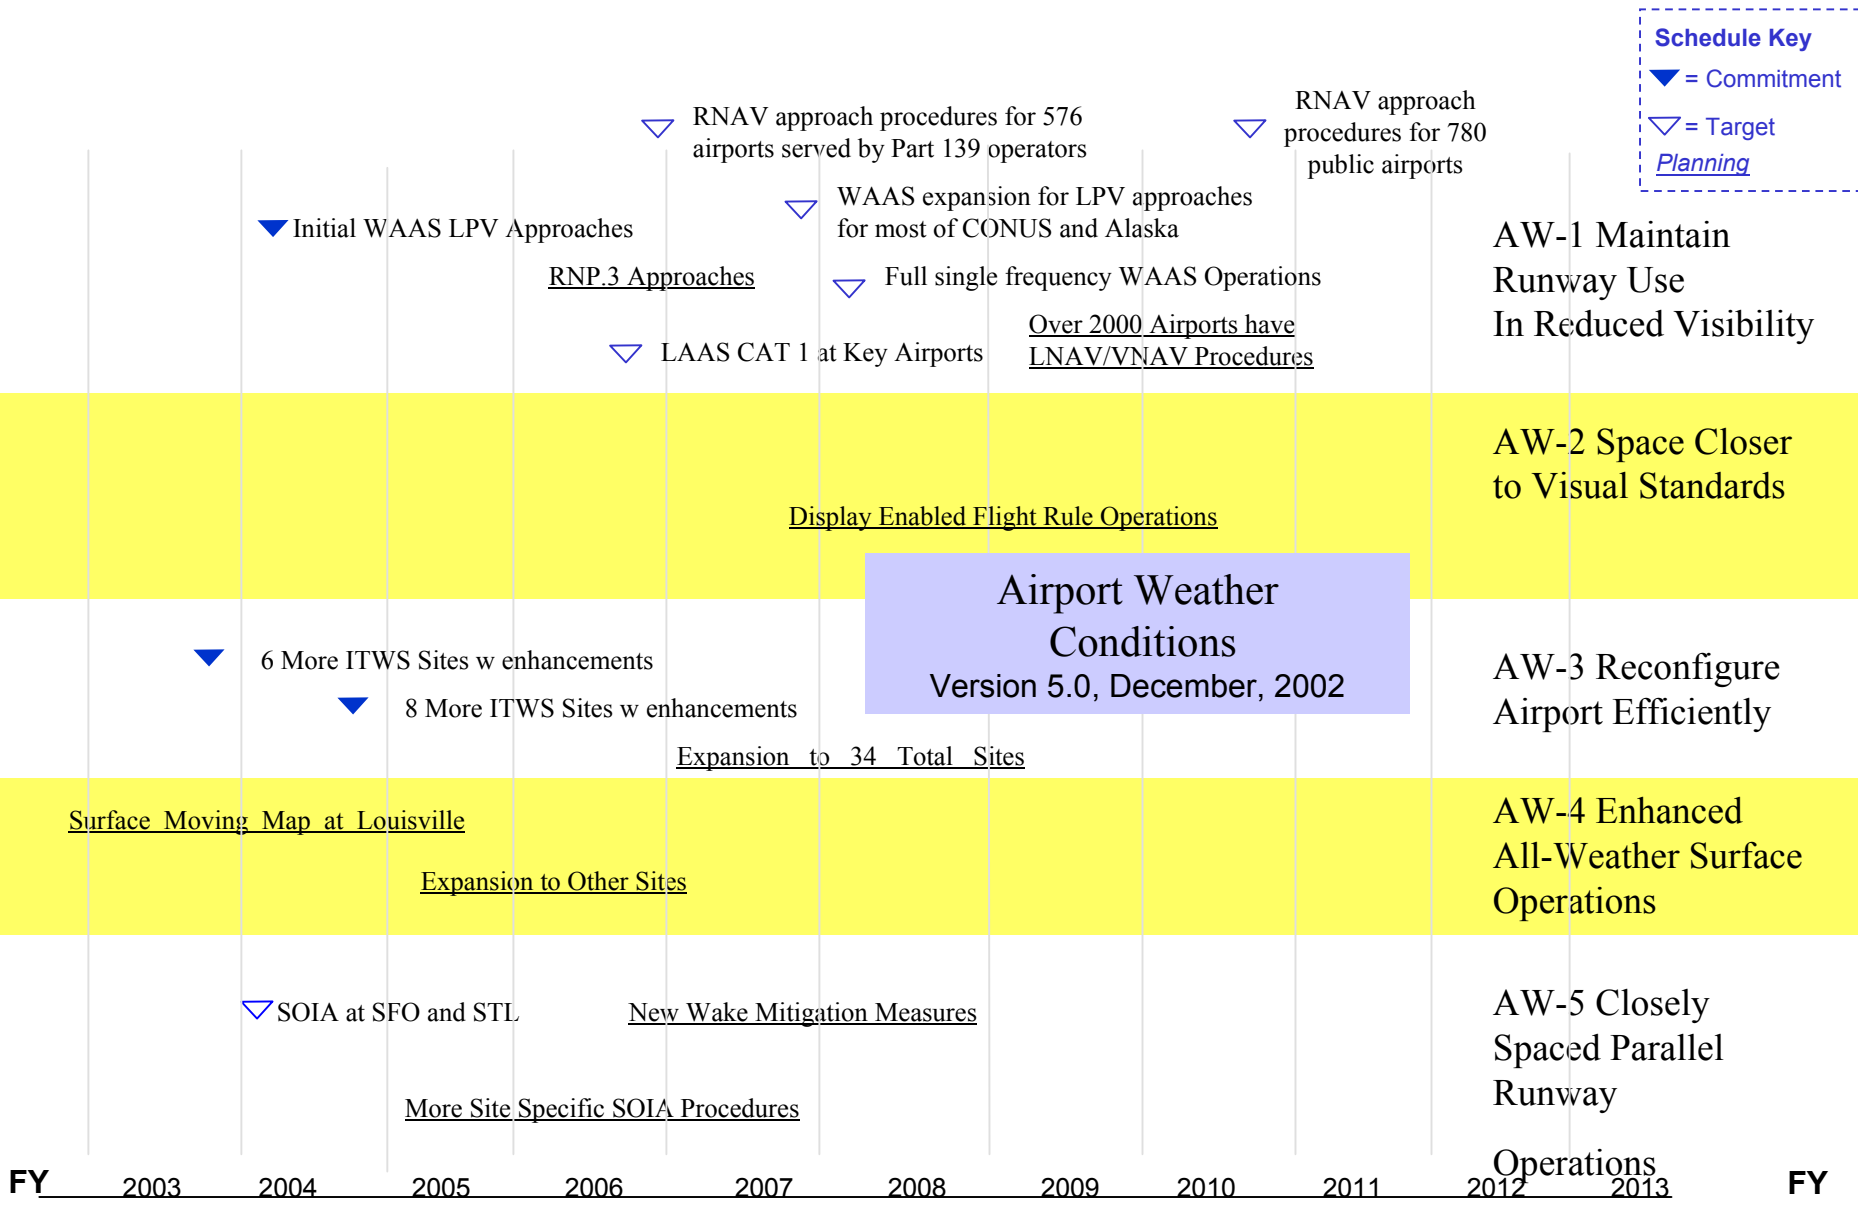 Schedule Key
= Commitment
= Target
Planning
RNAV approach procedures for 576
airports served by Part 139 operators
RNAV approach
procedures for 780
public airports
WAAS expansion for LPV approaches
for most of CONUS and Alaska
Initial WAAS LPV Approaches
RNP.3 Approaches
Full single frequency WAAS Operations
Over 2000 Airports have
LNAV/VNAV Procedures
LAAS CAT 1 at Key Airports
AW-1 Maintain
Runway Use
In Reduced Visibility
AW-2 Space Closer
to Visual Standards
Display Enabled Flight Rule Operations
Airport Weather
Conditions
Version 5.0, December, 2002
6 More ITWS Sites w enhancements
8 More ITWS Sites w enhancements
Expansion to 34 Total Sites
AW-3 Reconfigure
Airport Efficiently
Surface Moving Map at Louisville
Expansion to Other Sites
AW-4 Enhanced
All-Weather Surface
Operations
SOIA at SFO and STL
New Wake Mitigation Measures
More Site Specific SOIA Procedures
AW-5 Closely
Spaced Parallel
Runway
Operations
FY 2003 2004 2005 2006 2007 2008 2009 2010 2011 2012 2013 FY